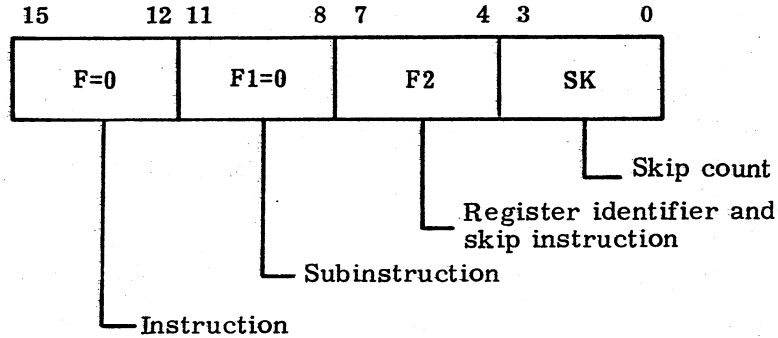 15 12 11 8 7 4 3 0
F=0 F1=0 F2 SK
Skip count
Register identifier and
skip instruction
Subinstruction
Instruction